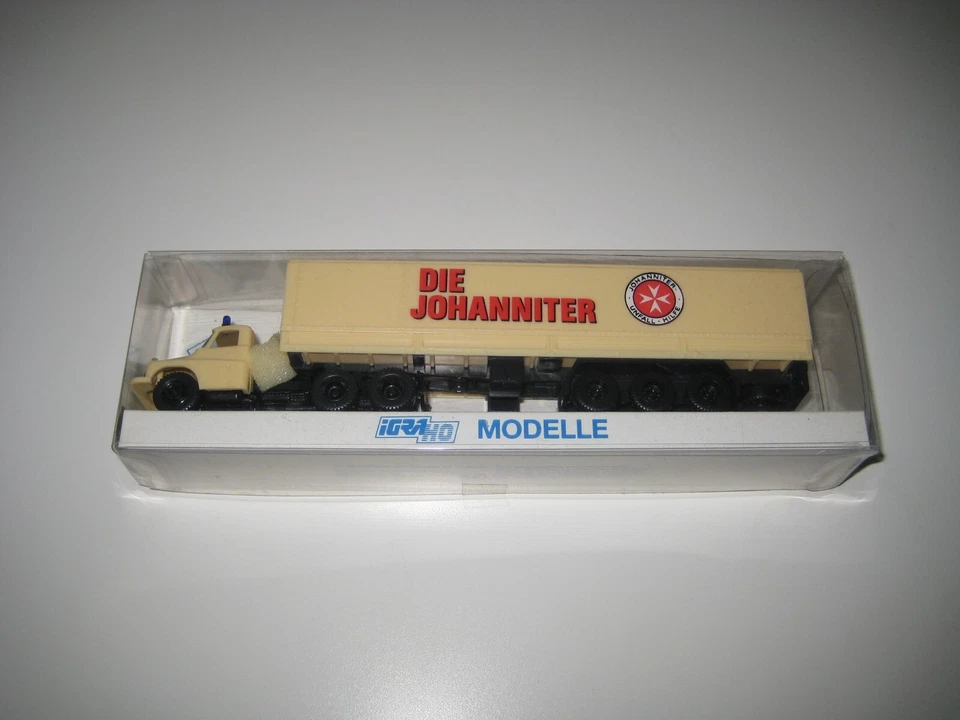 DIE
JOHANNITER
JOHANNITER-
UNFALL-HILFE
iGRA HO MODELLE